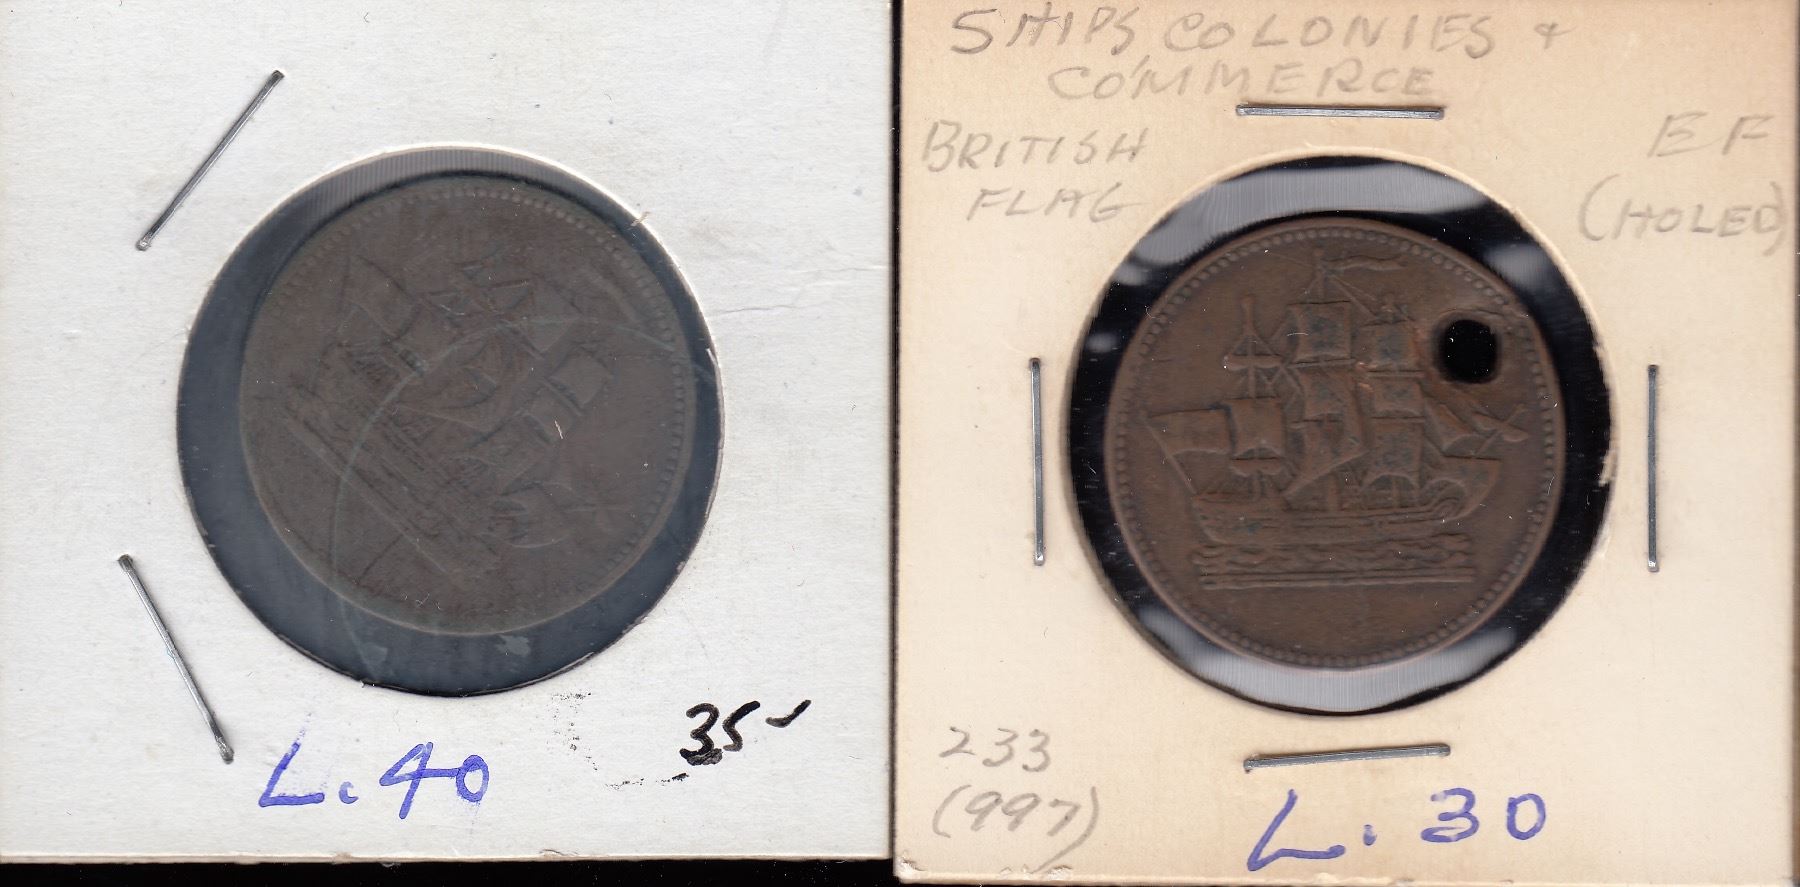 L. 40
35-
SHIPS COLONIES &
COMMERCE
BRITISH
FLAG
EF
(HOLED)
233
(997)
L. 30